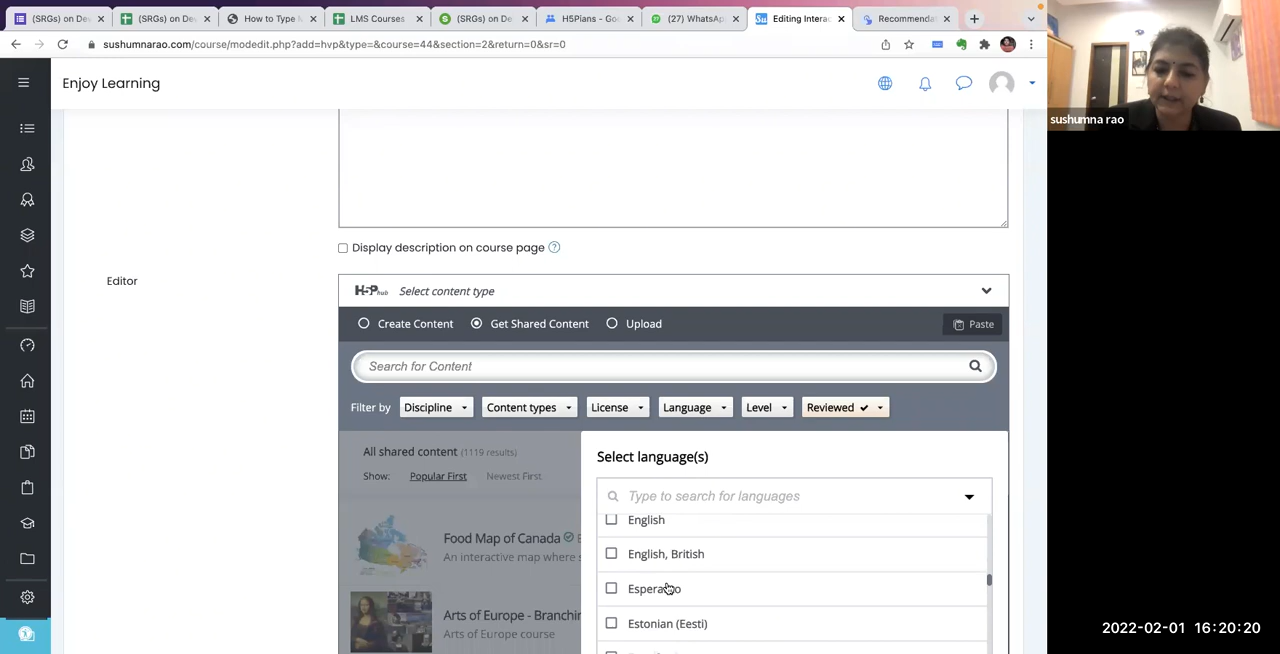 (SRGs) on De
(SRGs) on De
How to Type
LMS Courses
(SRGs) on De
H5Pians - Go
(27) WhatsAp
Editing Intera
Recommenda
sushumnarao.com/course/modedit.php?add=hvp&type=&course=44&section=2&return=0&sr=0
Enjoy Learning
sushumna rao
Display description on course page
Editor
H5P hub Select content type
Create Content Get Shared Content Upload Paste
Search for Content
Filter by Discipline Content types License Language Level Reviewed
All shared content (1119 results)
Show: Popular First Newest First
Select language(s)
Type to search for languages
English
English, British
Esperanto
Estonian (Eesti)
Food Map of Canada
An interactive map where
Arts of Europe - Branchin
Arts of Europe course
2022-02-01 16:20:20